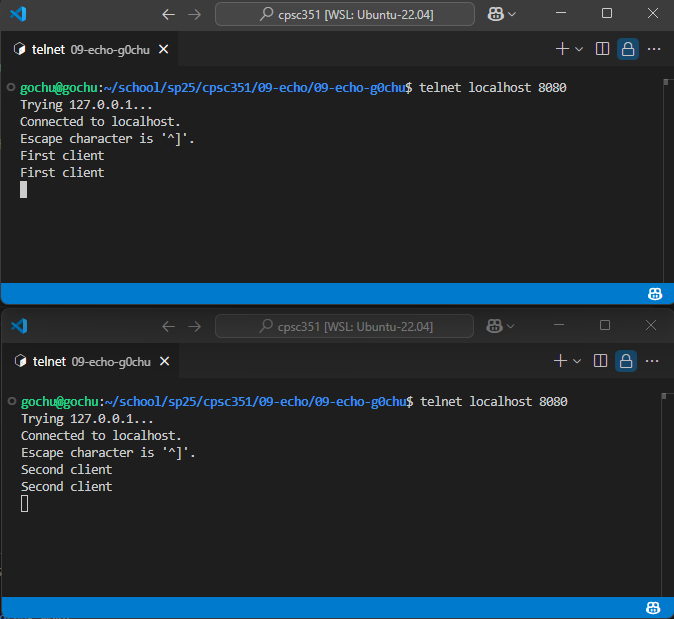 cpsc351 [WSL: Ubuntu-22.04]
telnet 09-echo-g0chu
gochu@gochu:~/school/sp25/cpsc351/09-echo/09-echo-g0chu$ telnet localhost 8080
Trying 127.0.0.1...
Connected to localhost.
Escape character is '^]'.
First client
First client
cpsc351 [WSL: Ubuntu-22.04]
telnet 09-echo-g0chu
gochu@gochu:~/school/sp25/cpsc351/09-echo/09-echo-g0chu$ telnet localhost 8080
Trying 127.0.0.1...
Connected to localhost.
Escape character is '^]'.
Second client
Second client